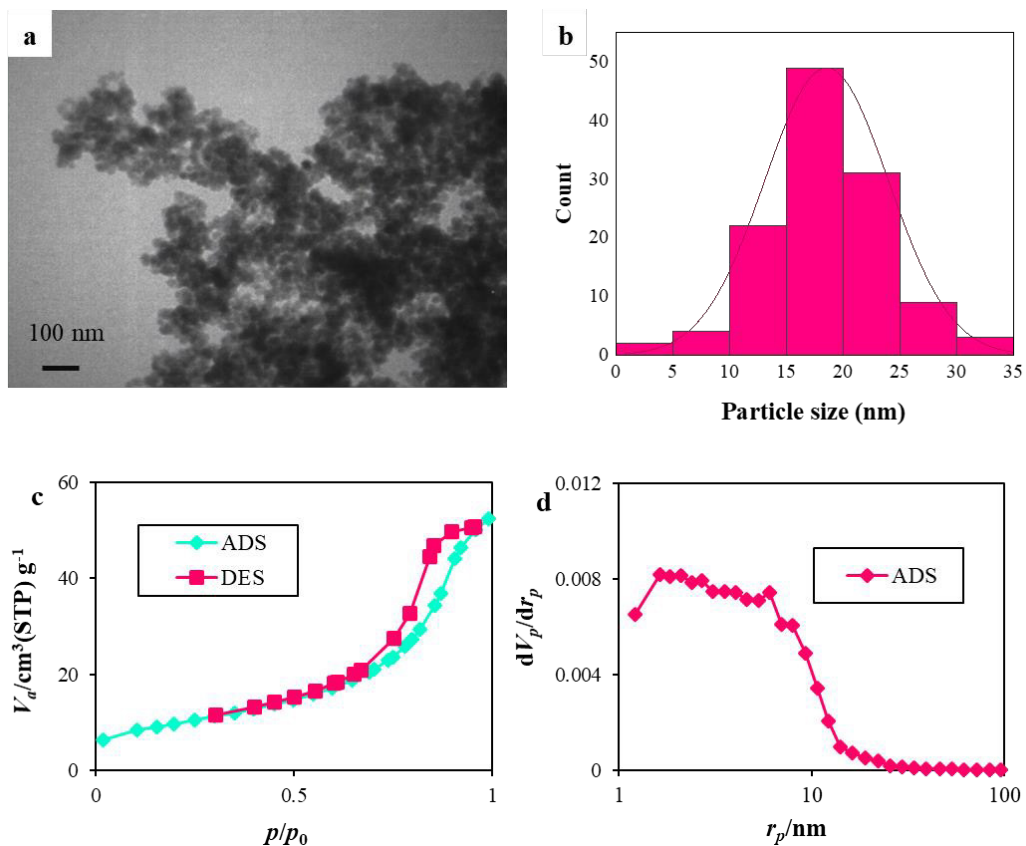 a
100 nm
b
Count
50
40
30
20
10
0
0 5 10 15 20 25 30 35
Particle size (nm)
c
Vₐ/cm³(STP) g⁻¹
60
40
20
0
ADS
DES
0 0.5 1
p/p₀
d
dVₚ/drₚ
0.012
0.008
0.004
0
ADS
1 10 100
rₚ/nm